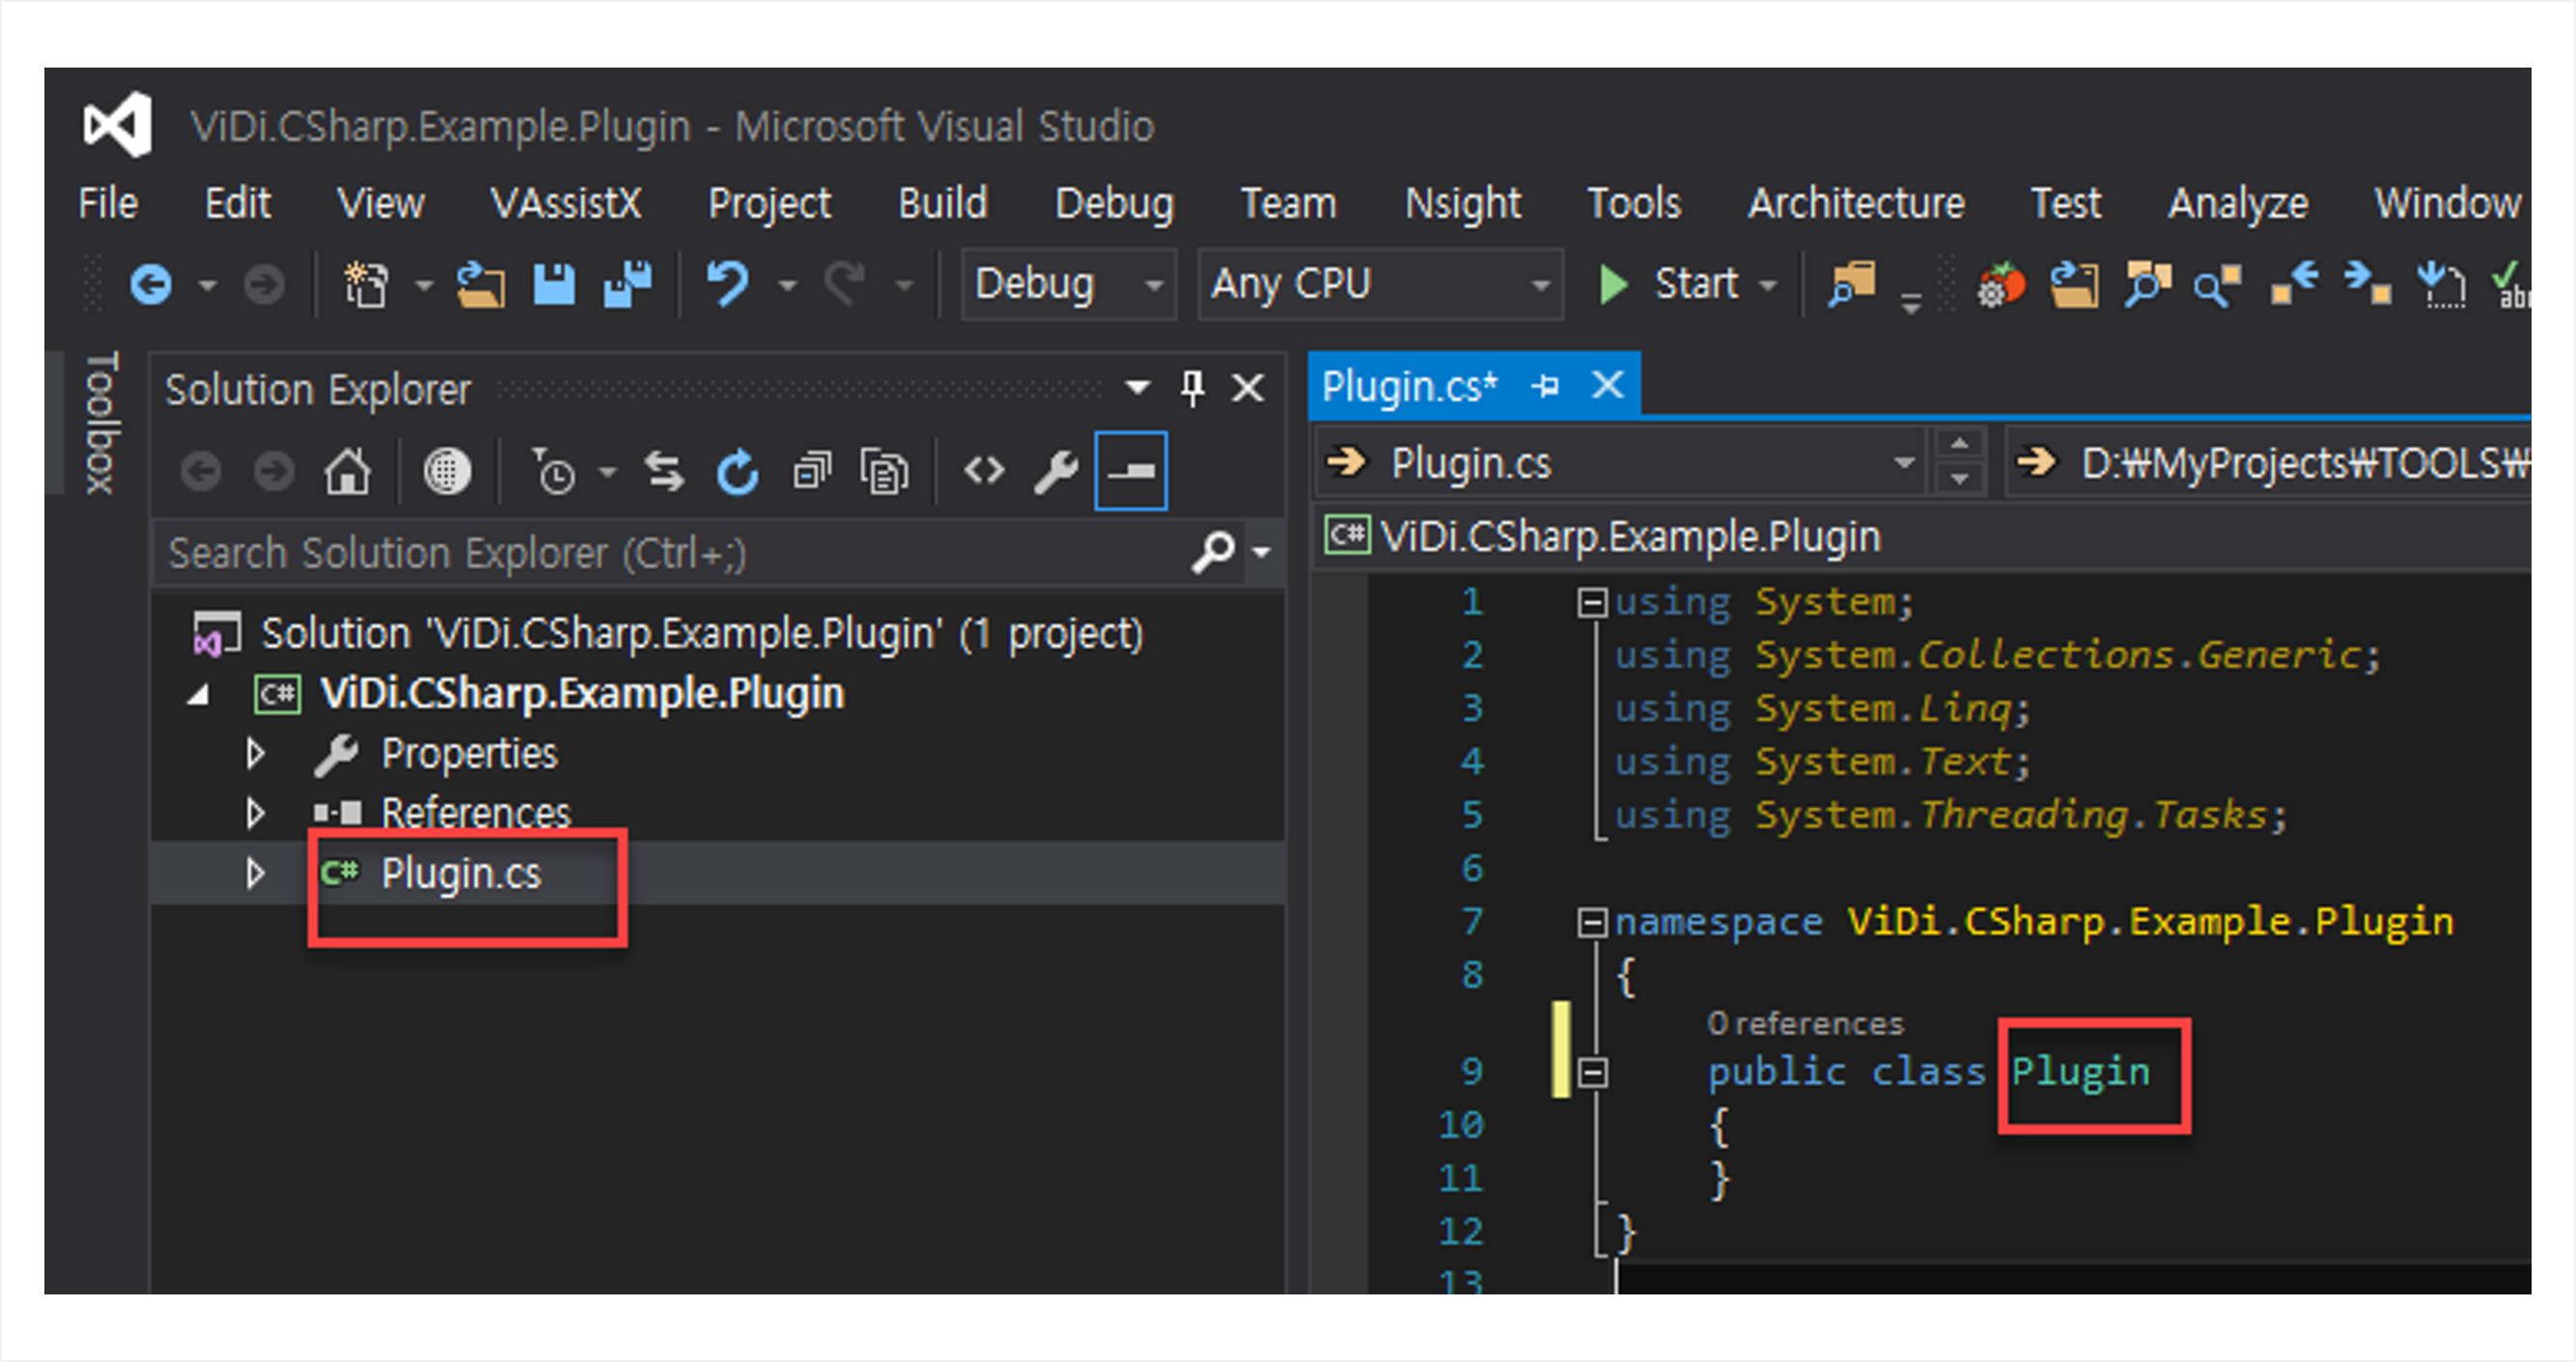 ViDi.CSharp.Example.Plugin - Microsoft Visual Studio
File Edit View VAssistX Project Build Debug Team Nsight Tools Architecture Test Analyze Window
Debug Any CPU Start
Toolbox
Solution Explorer
Search Solution Explorer (Ctrl+;)
Solution 'ViDi.CSharp.Example.Plugin' (1 project)
C# ViDi.CSharp.Example.Plugin
Properties
References
C# Plugin.cs
Plugin.cs*
Plugin.cs D:₩MyProjects₩TOOLS₩
C# ViDi.CSharp.Example.Plugin
1 using System;
2 using System.Collections.Generic;
3 using System.Linq;
4 using System.Text;
5 using System.Threading.Tasks;
6
7 namespace ViDi.CSharp.Example.Plugin
8 {
0 references
9 public class Plugin
10 {
11 }
12 }
13